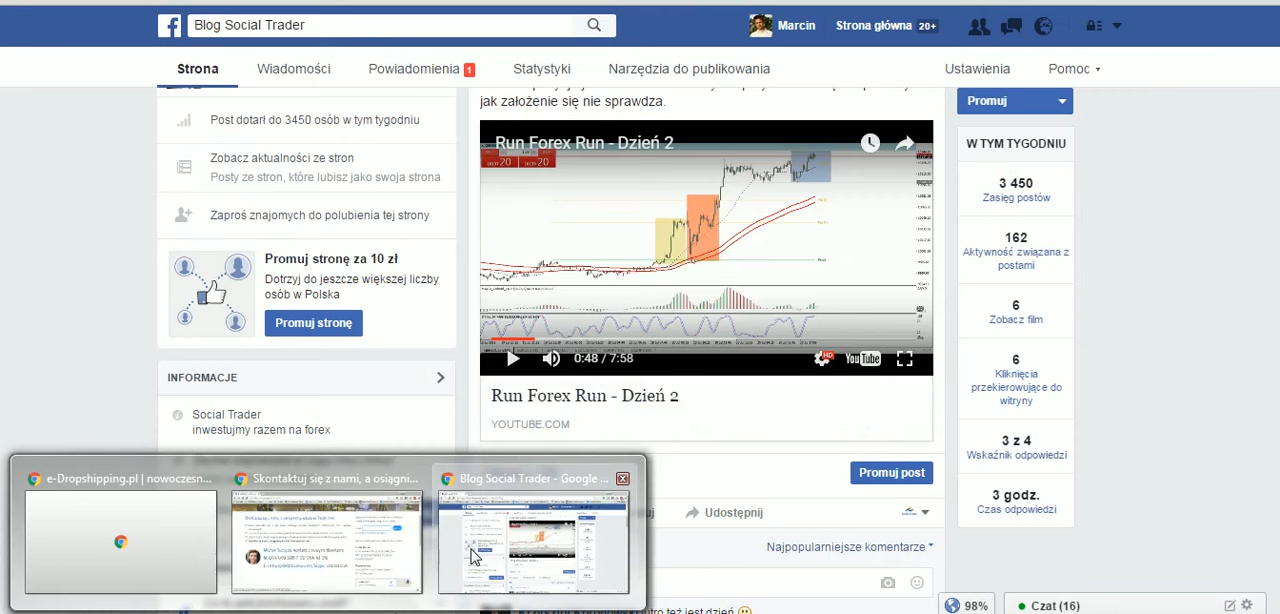 Blog Social Trader
Marcin
Strona główna 20+
Strona
Wiadomości
Powiadomienia 1
Statystyki
Narzędzia do publikowania
Ustawienia
Pomoc
Post dotarł do 3450 osób w tym tygodniu
Zobacz aktualności ze stron
Posty ze stron, które lubisz jako swoja strona
Zaproś znajomych do polubienia tej strony
Promuj stronę za 10 zł
Dotrzyj do jeszcze większej liczby
osób w Polska
Promuj stronę
INFORMACJE
Social Trader
inwestujmy razem na forex
jak założenie się nie sprawdza.
Run Forex Run - Dzień 2
20 20
0:48 / 7:58
HD
YouTube
Run Forex Run - Dzień 2
YOUTUBE.COM
Promuj post
Udostępnij
Najpopularniejsze komentarze
też jest dzień
Promuj
W TYM TYGODNIU
3 450
Zasięg postów
162
Aktywność związana z
postami
6
Zobacz film
6
Kliknięcia
przekierowujące do
witryny
3 z 4
Wskaźnik odpowiedzi
3 godz.
Czas odpowiedzi
e-Dropshipping.pl | nowoczesn...
Skontaktuj się z nami, a osiągni...
Blog Social Trader - Google ...
98%
Czat (16)